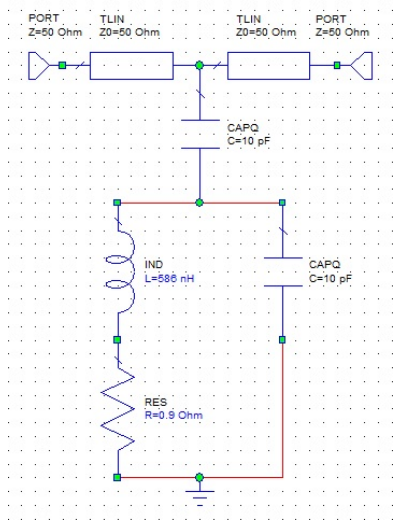 PORT
Z=50 Ohm
TLIN
Z0=50 Ohm
TLIN
Z0=50 Ohm
PORT
Z=50 Ohm
CAPQ
C=10 pF
IND
L=586 nH
CAPQ
C=10 pF
RES
R=0.9 Ohm